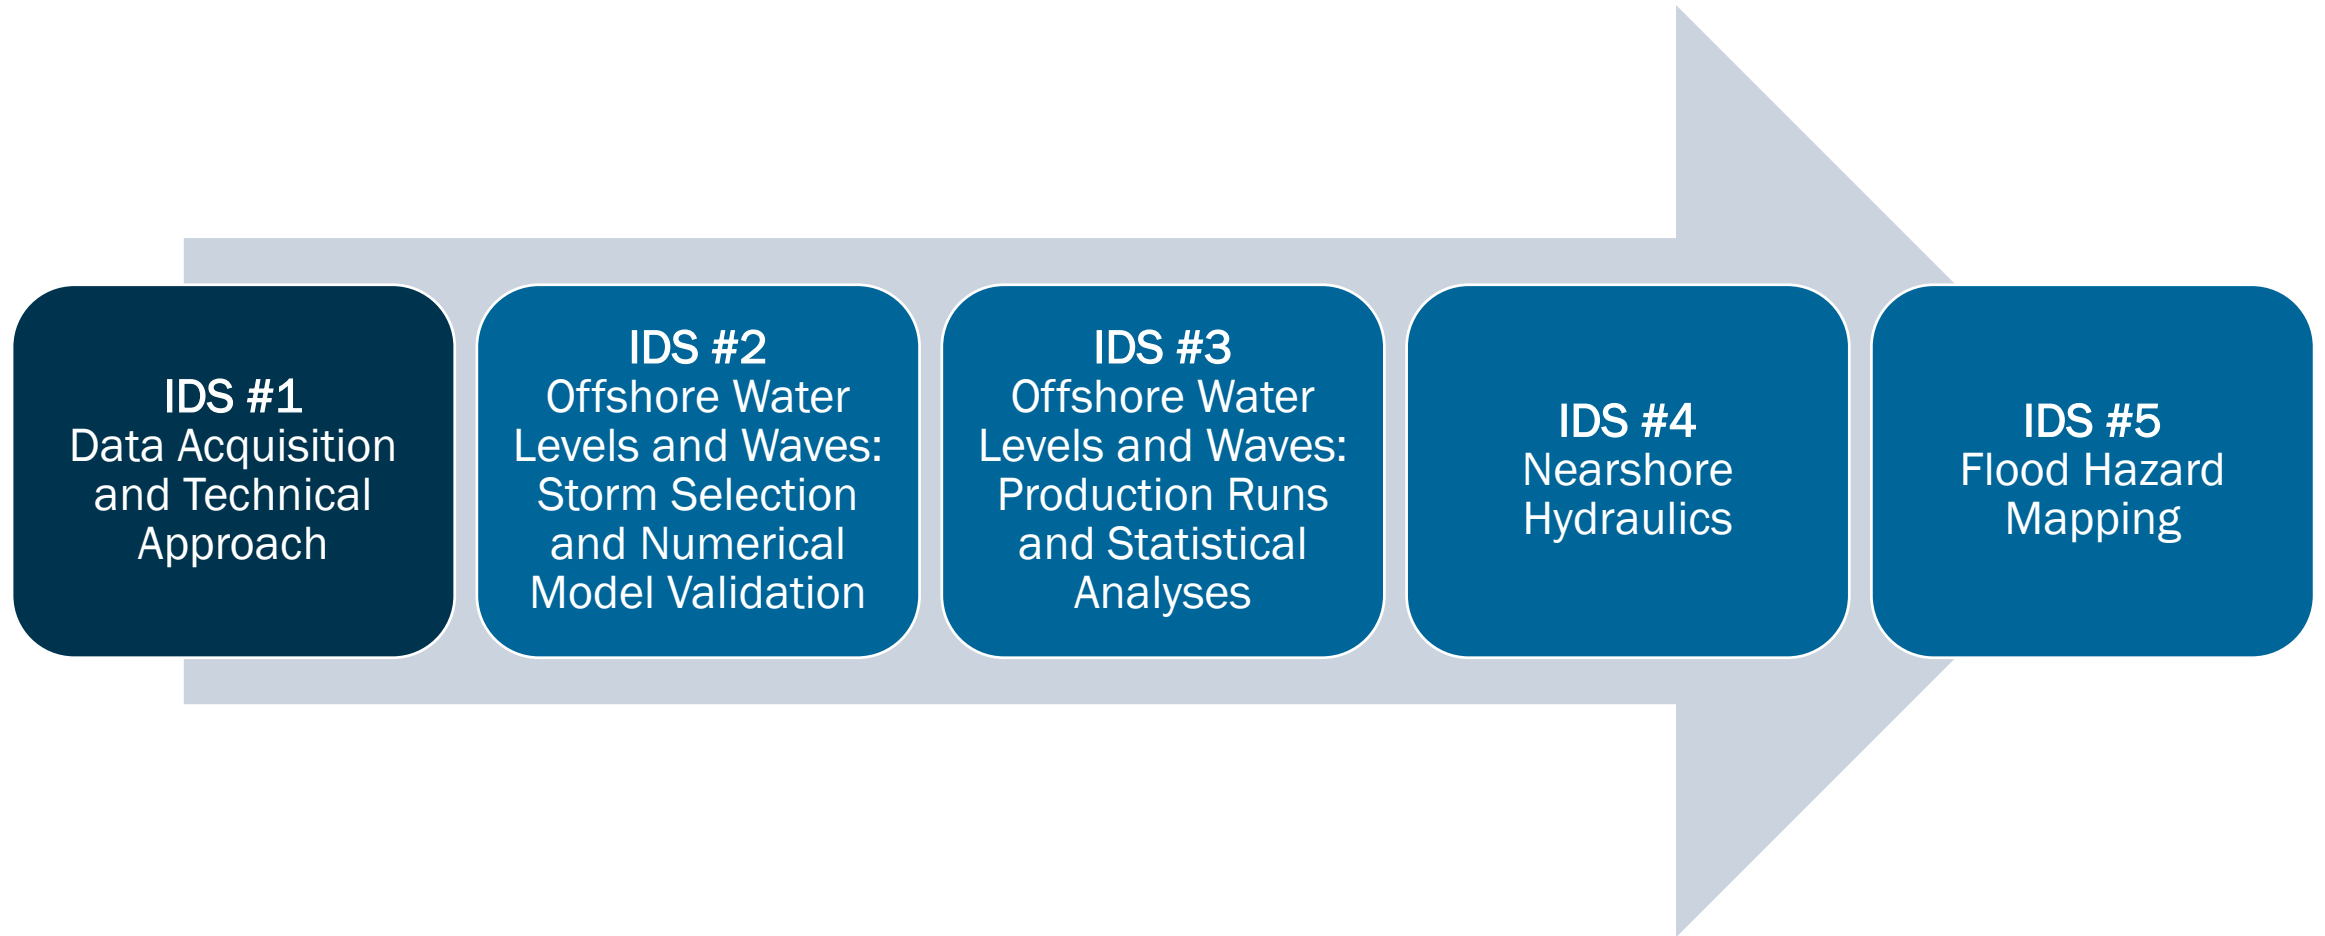 IDS #1
Data Acquisition
and Technical
Approach
IDS #2
Offshore Water
Levels and Waves:
Storm Selection
and Numerical
Model Validation
IDS #3
Offshore Water
Levels and Waves:
Production Runs
and Statistical
Analyses
IDS #4
Nearshore
Hydraulics
IDS #5
Flood Hazard
Mapping